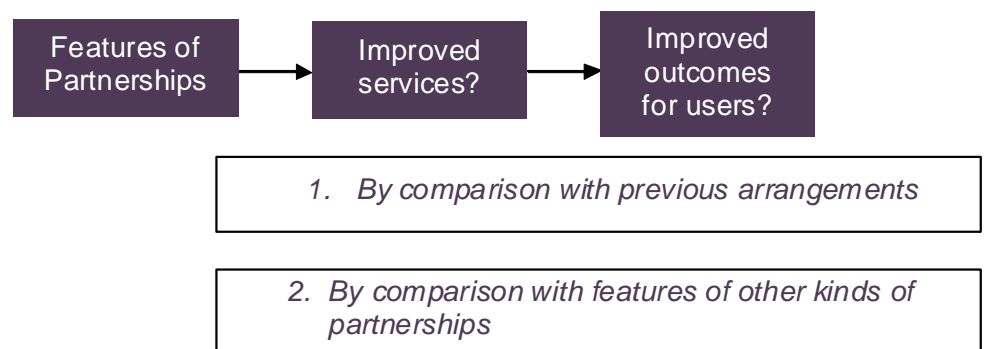 Features of
Partnerships
Improved
services?
Improved
outcomes
for users?
1. By comparison with previous arrangements
2. By comparison with features of other kinds of
partnerships